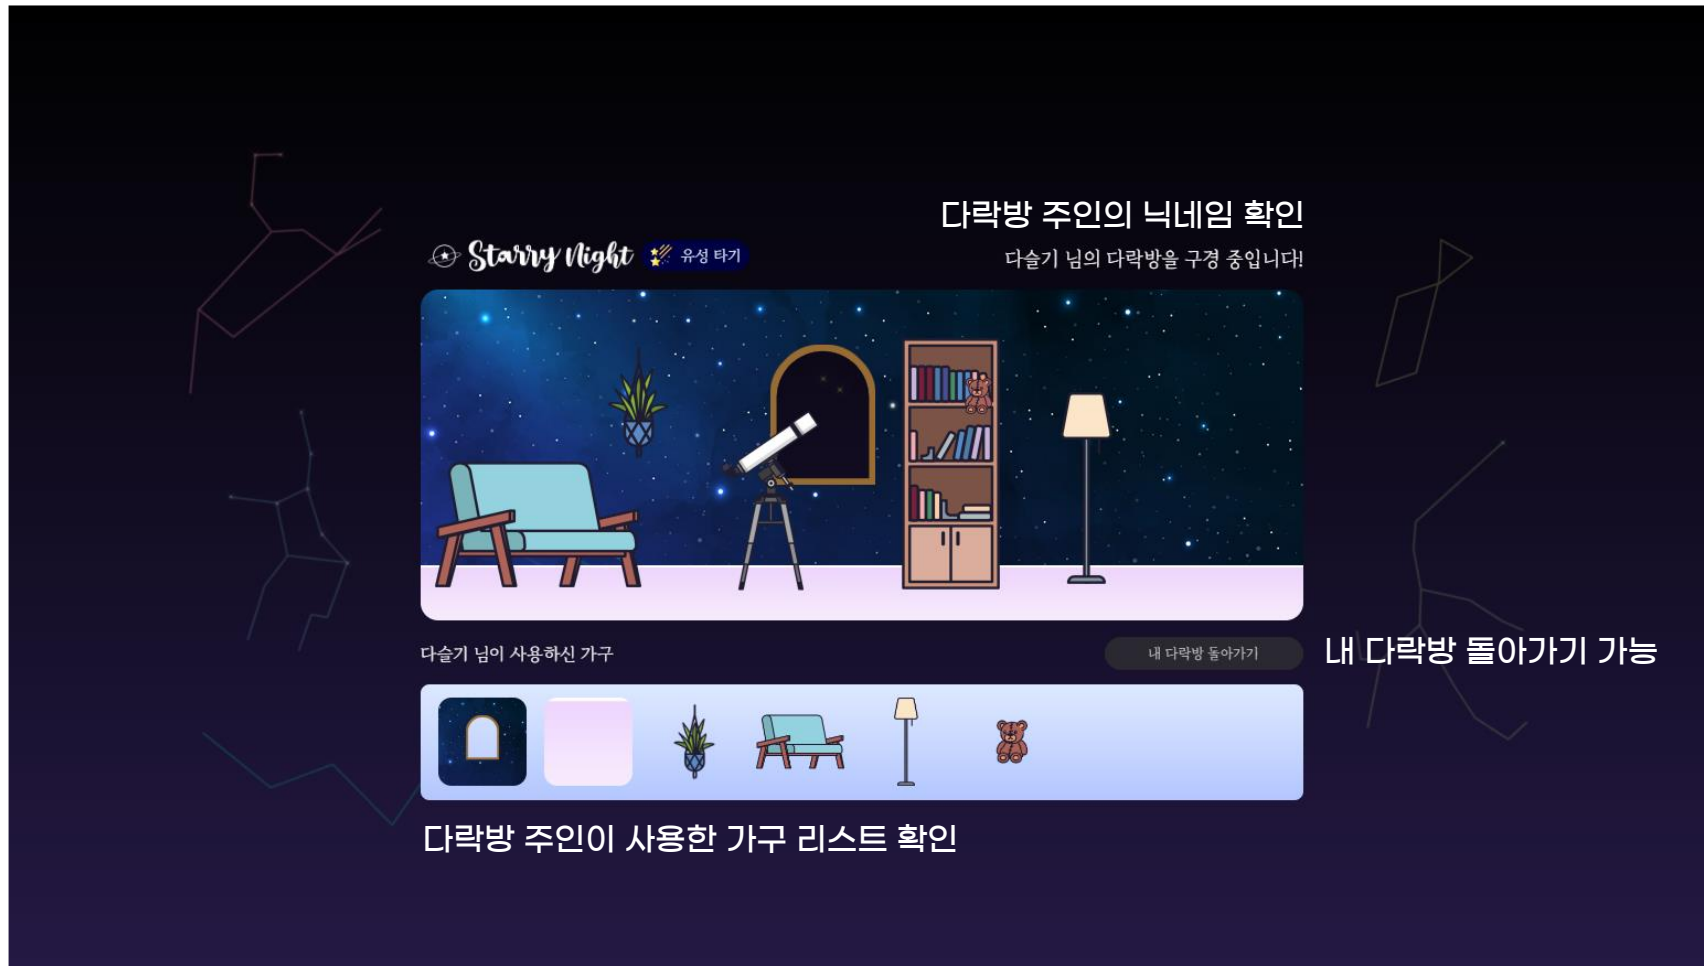 다락방 주인의 닉네임 확인
Starry Night
유성 타기
다슬기 님의 다락방을 구경 중입니다!
다슬기 님이 사용하신 가구
내 다락방 돌아가기
내 다락방 돌아가기 가능
다락방 주인이 사용한 가구 리스트 확인